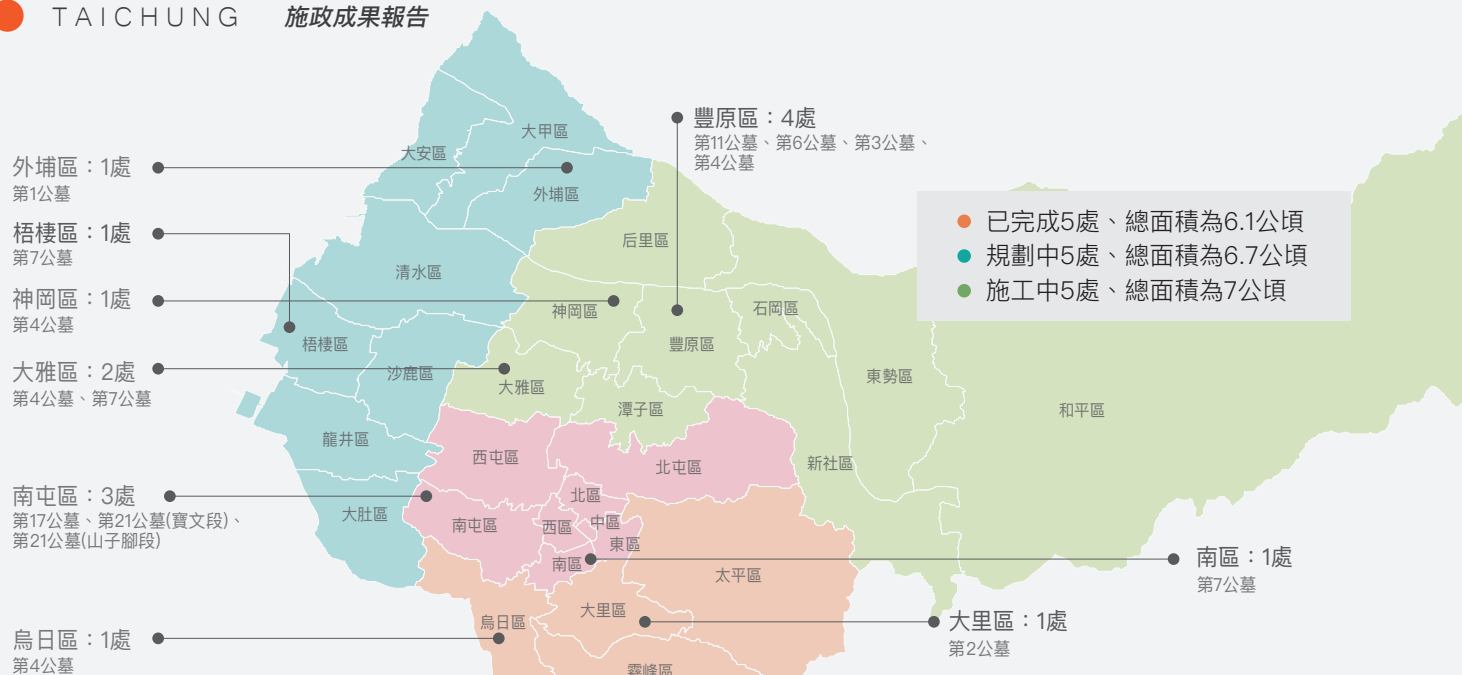 TAICHUNG 施政成果報告
外埔區：1處
第1公墓
梧棲區：1處
第7公墓
神岡區：1處
第4公墓
大雅區：2處
第4公墓、第7公墓
南屯區：3處
第17公墓、第21公墓(寶文段)、
第21公墓(山子腳段)
烏日區：1處
第4公墓
豐原區：4處
第11公墓、第6公墓、第3公墓、
第4公墓
已完成5處、總面積為6.1公頃
規劃中5處、總面積為6.7公頃
施工中5處、總面積為7公頃
南區：1處
第7公墓
大里區：1處
第2公墓
大甲區
大安區
外埔區
后里區
清水區
神岡區
石岡區
梧棲區
豐原區
沙鹿區
大雅區
東勢區
潭子區
和平區
龍井區
西屯區
北屯區
新社區
北區
大肚區
南屯區
西區
中區
東區
南區
太平區
大里區
烏日區
霧峰區